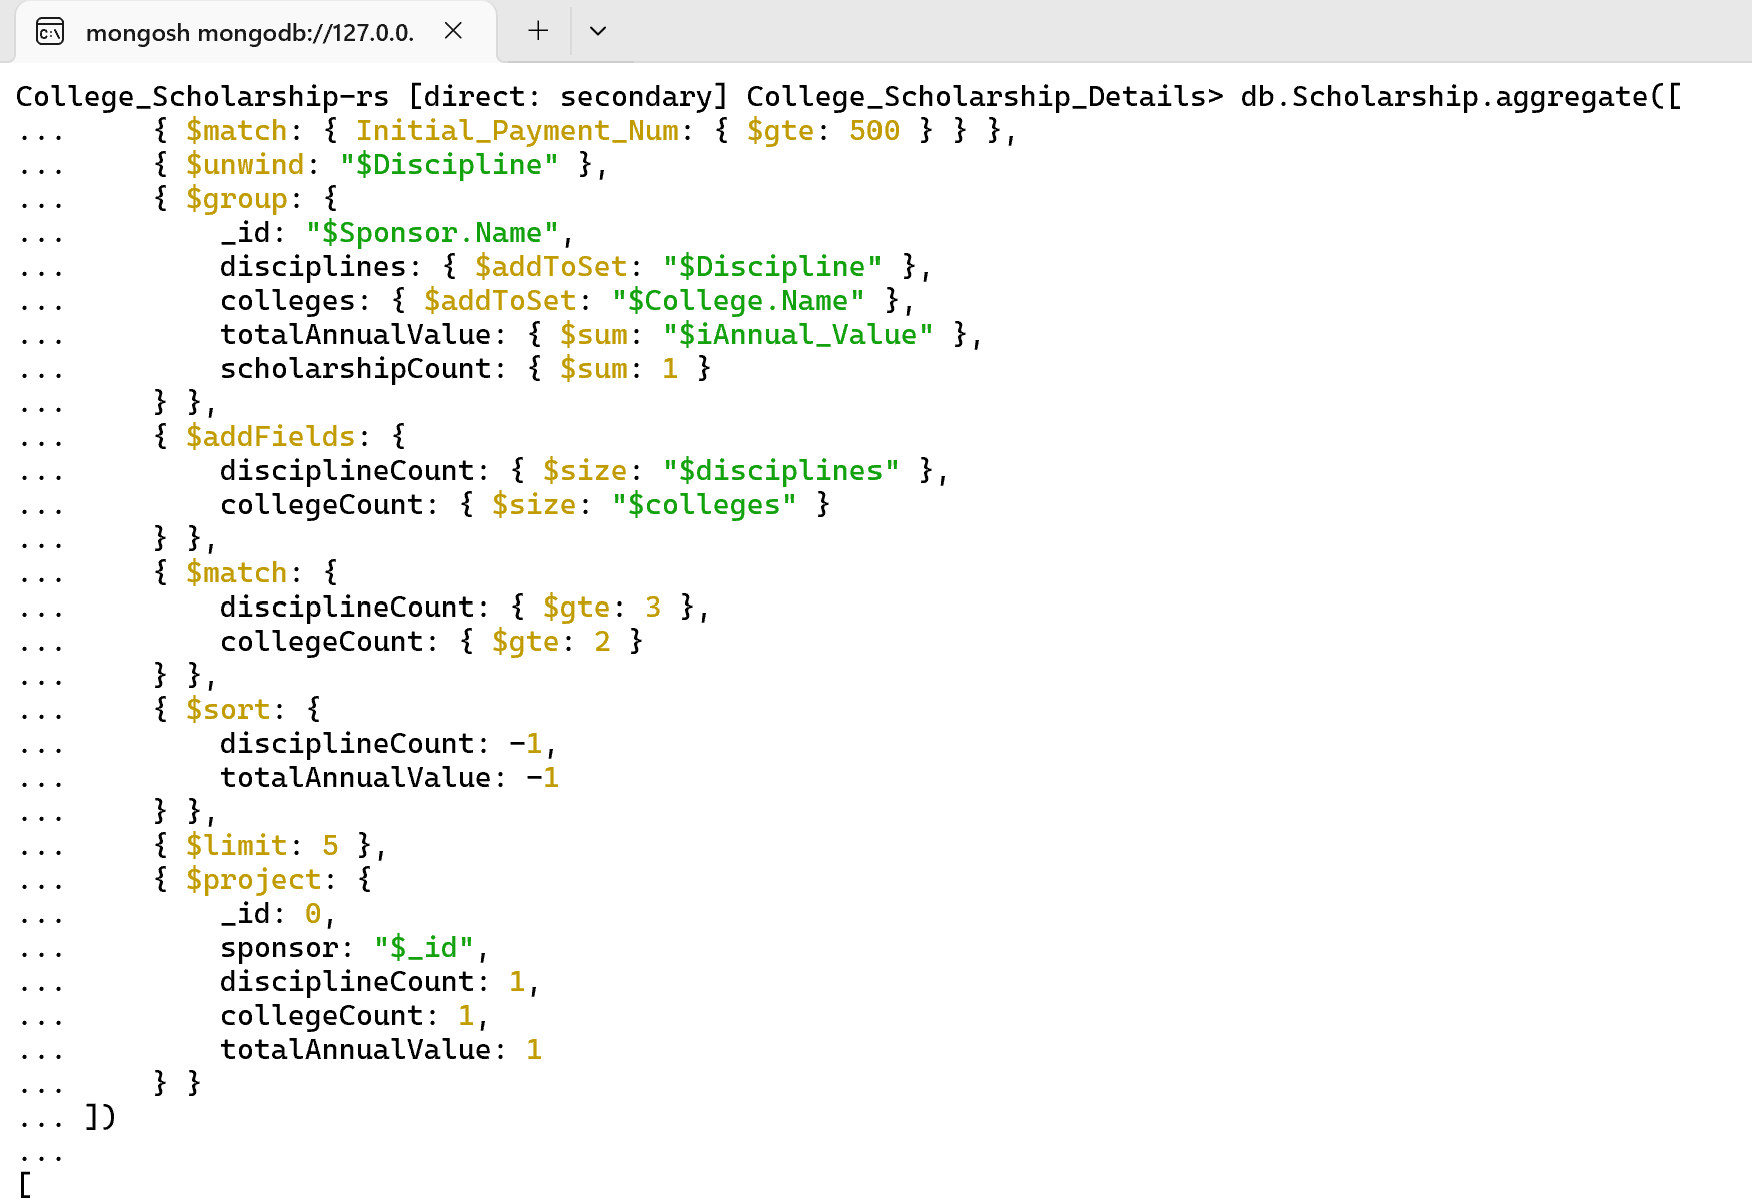 mongosh mongodb://127.0.0.
College_Scholarship-rs [direct: secondary] College_Scholarship_Details> db.Scholarship.aggregate([
...     { $match: { Initial_Payment_Num: { $gte: 500 } } },
...     { $unwind: "$Discipline" },
...     { $group: {
...         _id: "$Sponsor.Name",
...         disciplines: { $addToSet: "$Discipline" },
...         colleges: { $addToSet: "$College.Name" },
...         totalAnnualValue: { $sum: "$iAnnual_Value" },
...         scholarshipCount: { $sum: 1 }
...     } },
...     { $addFields: {
...         disciplineCount: { $size: "$disciplines" },
...         collegeCount: { $size: "$colleges" }
...     } },
...     { $match: {
...         disciplineCount: { $gte: 3 },
...         collegeCount: { $gte: 2 }
...     } },
...     { $sort: {
...         disciplineCount: -1,
...         totalAnnualValue: -1
...     } },
...     { $limit: 5 },
...     { $project: {
...         _id: 0,
...         sponsor: "$_id",
...         disciplineCount: 1,
...         collegeCount: 1,
...         totalAnnualValue: 1
...     } }
... ])
...
[